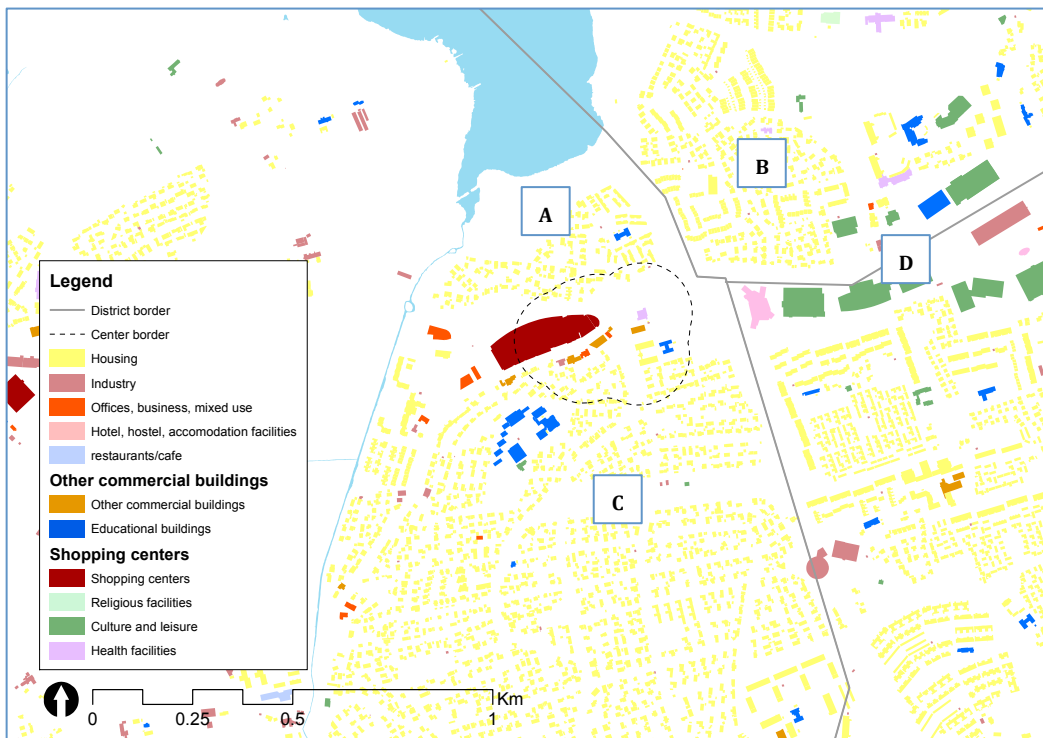 B
A
D
Legend
District border
Center border
Housing
Industry
Offices, business, mixed use
Hotel, hostel, accomodation facilities
restaurants/cafe
Other commercial buildings
Other commercial buildings
Educational buildings
Shopping centers
Shopping centers
Religious facilities
Culture and leisure
Health facilities
C
Km
0 0.25 0.5 1